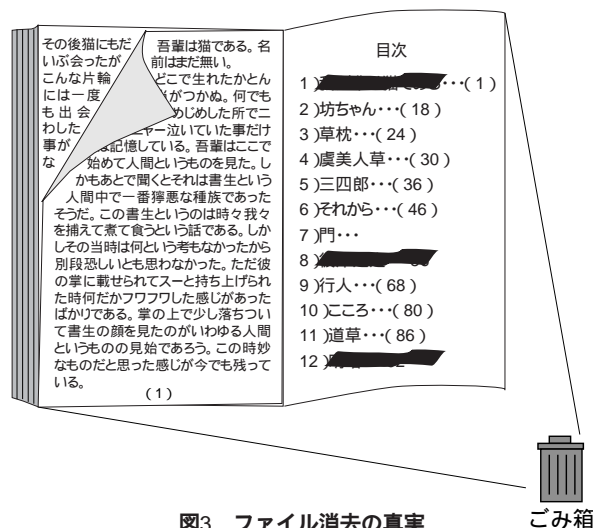 その後猫にもだ
いぶ会ったが
こんな片輪
には一度
も出会
わした
事が
な
吾輩は猫である。名
前はまだ無い。
どこで生れたかとん
がつかぬ。何でも
めじめした所でニ
ャー泣いていた事だけ
は記憶している。吾輩はここで
始めて人間というものを見た。し
かもあとで聞くとそれは書生という
人間中で一番獰悪な種族であった
そうだ。この書生というのは時々我々
を捕えて煮て食うという話である。しか
しその当時は何という考もなかったから
別段恐しいとも思わなかった。ただ彼
の掌に載せられてスーと持ち上げられ
た時何だかフワフワした感じがあった
ばかりである。掌の上で少し落ちつい
て書生の顔を見たのがいわゆる人間
というものの見始であろう。この時妙
なものだと思った感じが今でも残って
いる。
(1)
目次
1)・・・(1)
2)坊ちゃん・・・(18)
3)草枕・・・(24)
4)虞美人草・・・(30)
5)三四郎・・・(36)
6)それから・・・(46)
7)門・・・
8)
9)行人・・・(68)
10)こころ・・・(80)
11)道草・・・(86)
12)
ごみ箱
図3 ファイル消去の真実